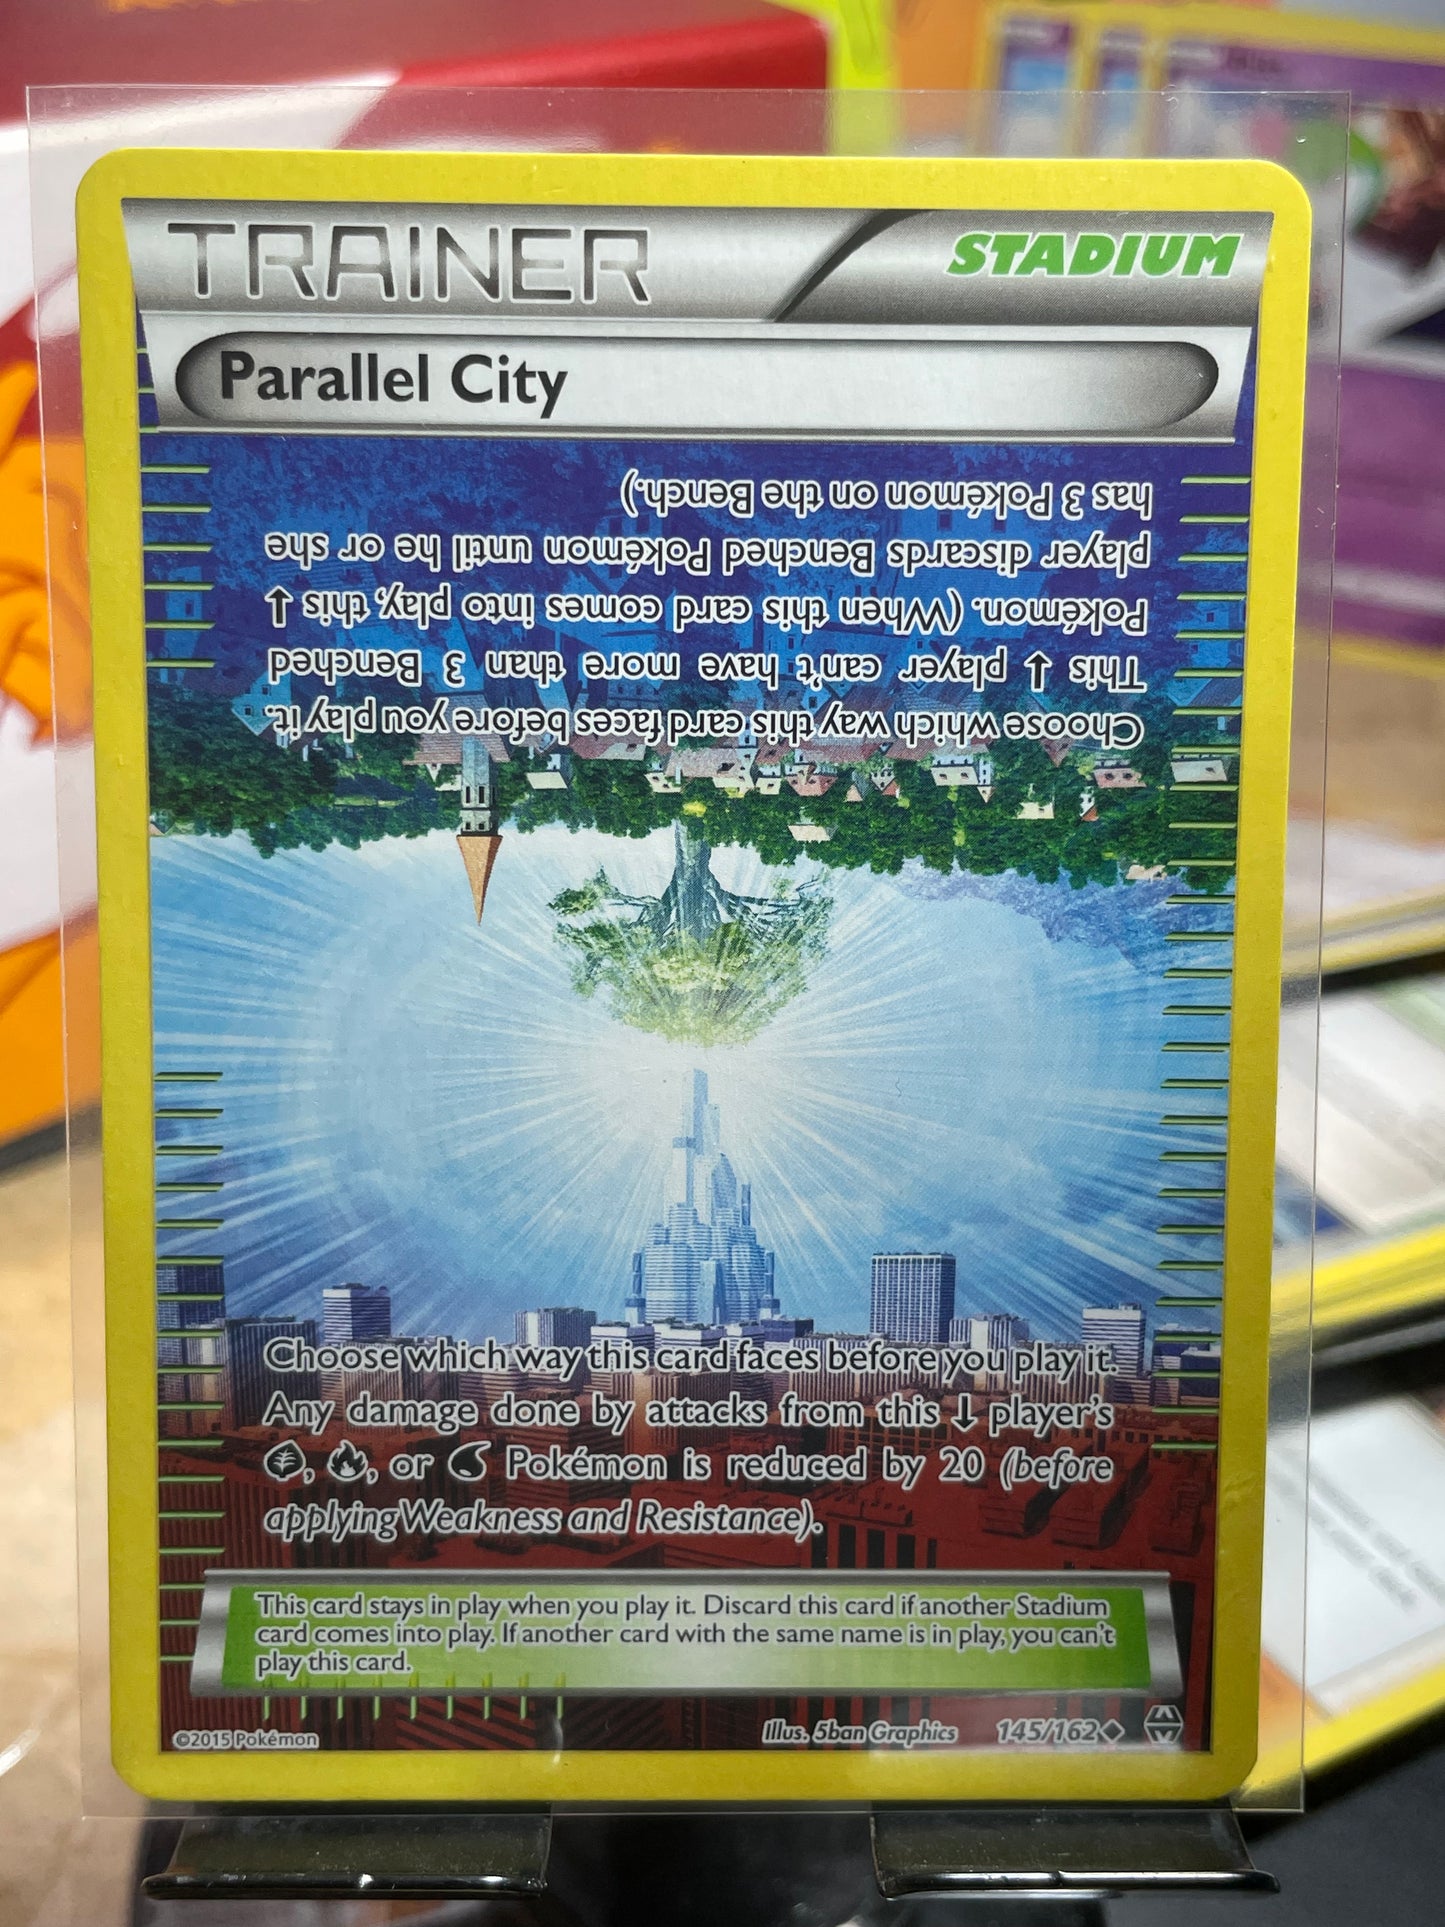 TRAINER
STADIUM
Parallel City
Choose which way this card faces before you play it.
This ↓ player can't have more than 3 Benched
Pokémon. (When this card comes into play, this ↓
player discards Benched Pokémon until he or she
has 3 Pokémon on the Bench.)
Choose which way this card faces before you play it.
Any damage done by attacks from this ↓ player's
, , or Pokémon is reduced by 20 (before
applying Weakness and Resistance).
This card stays in play when you play it. Discard this card if another Stadium
card comes into play. If another card with the same name is in play, you can't
play this card.
©2015 Pokémon
Illus. 5ban Graphics
145/162